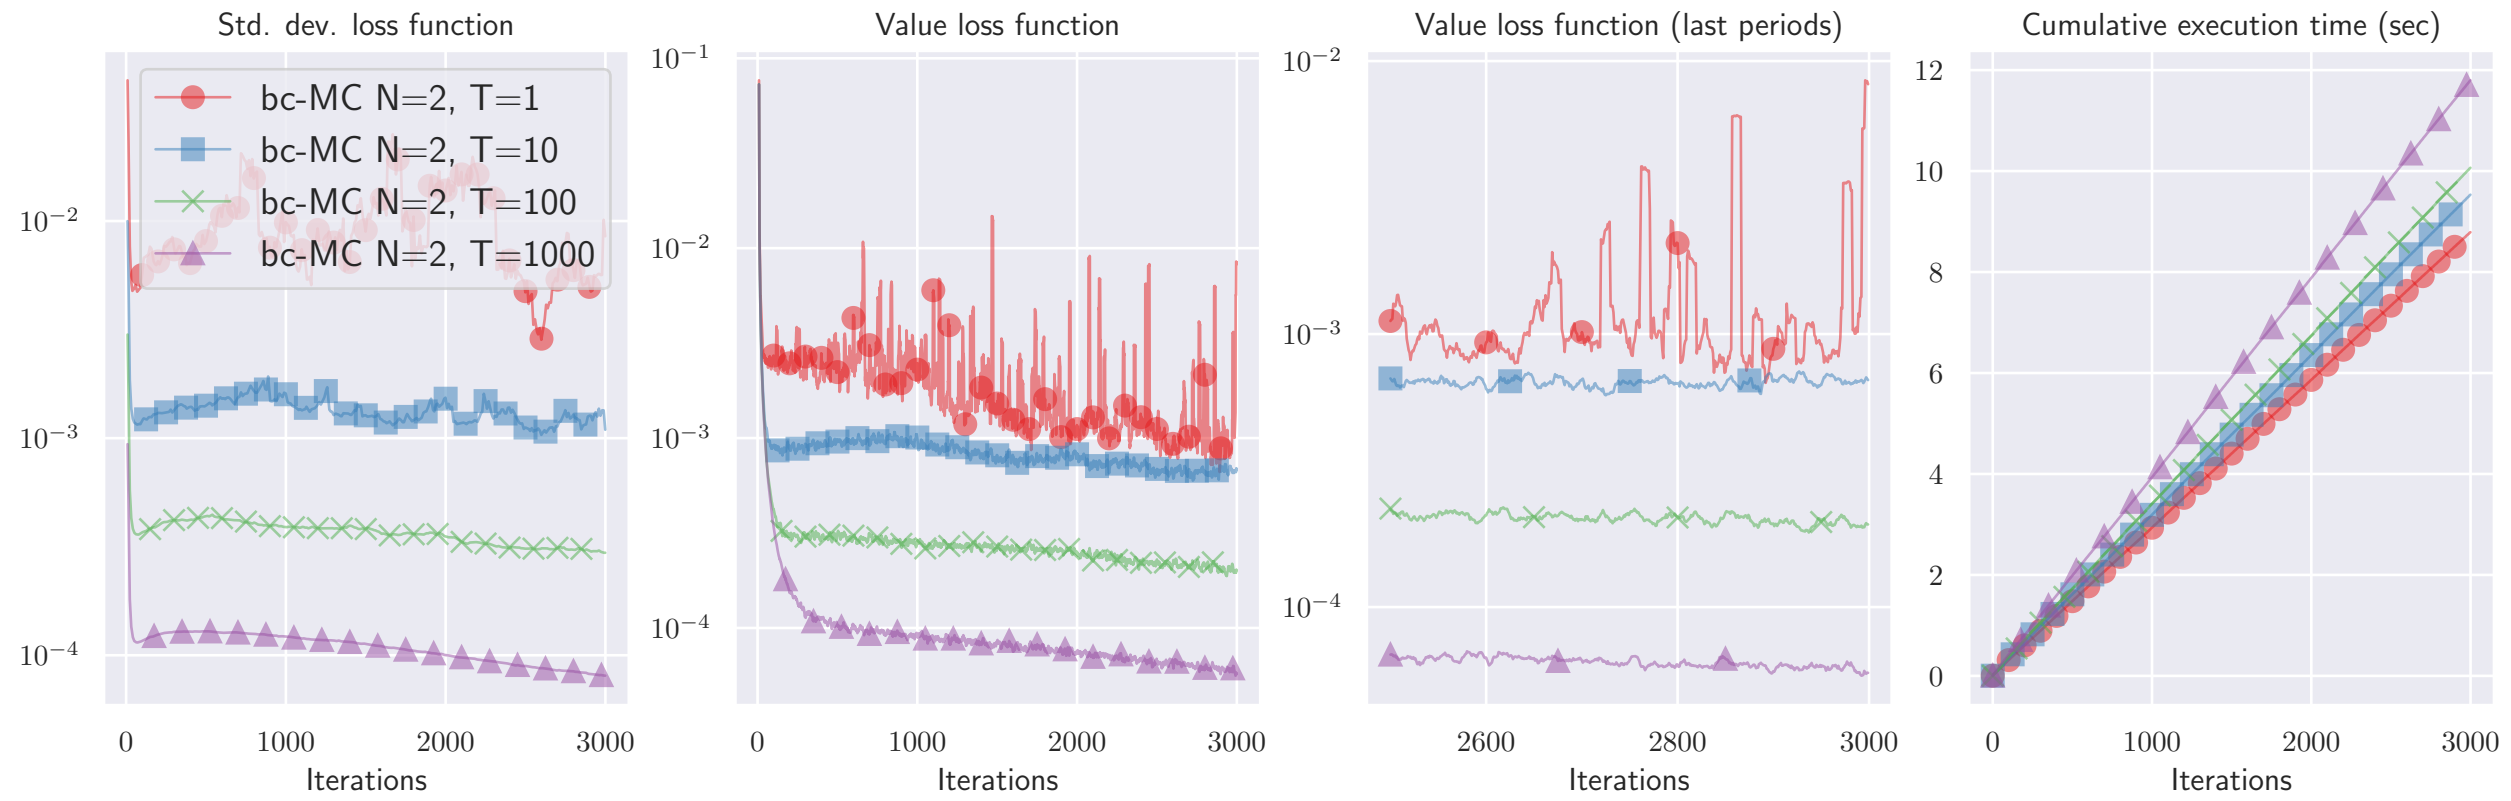 Std. dev. loss function
10⁻²
10⁻³
10⁻⁴
bc-MC N=2, T=1
bc-MC N=2, T=10
bc-MC N=2, T=100
bc-MC N=2, T=1000
0 1000 2000 3000
Iterations
Value loss function
10⁻¹
10⁻²
10⁻³
10⁻⁴
0 1000 2000 3000
Iterations
Value loss function (last periods)
10⁻²
10⁻³
10⁻⁴
2600 2800 3000
Iterations
Cumulative execution time (sec)
12
10
8
6
4
2
0
0 1000 2000 3000
Iterations